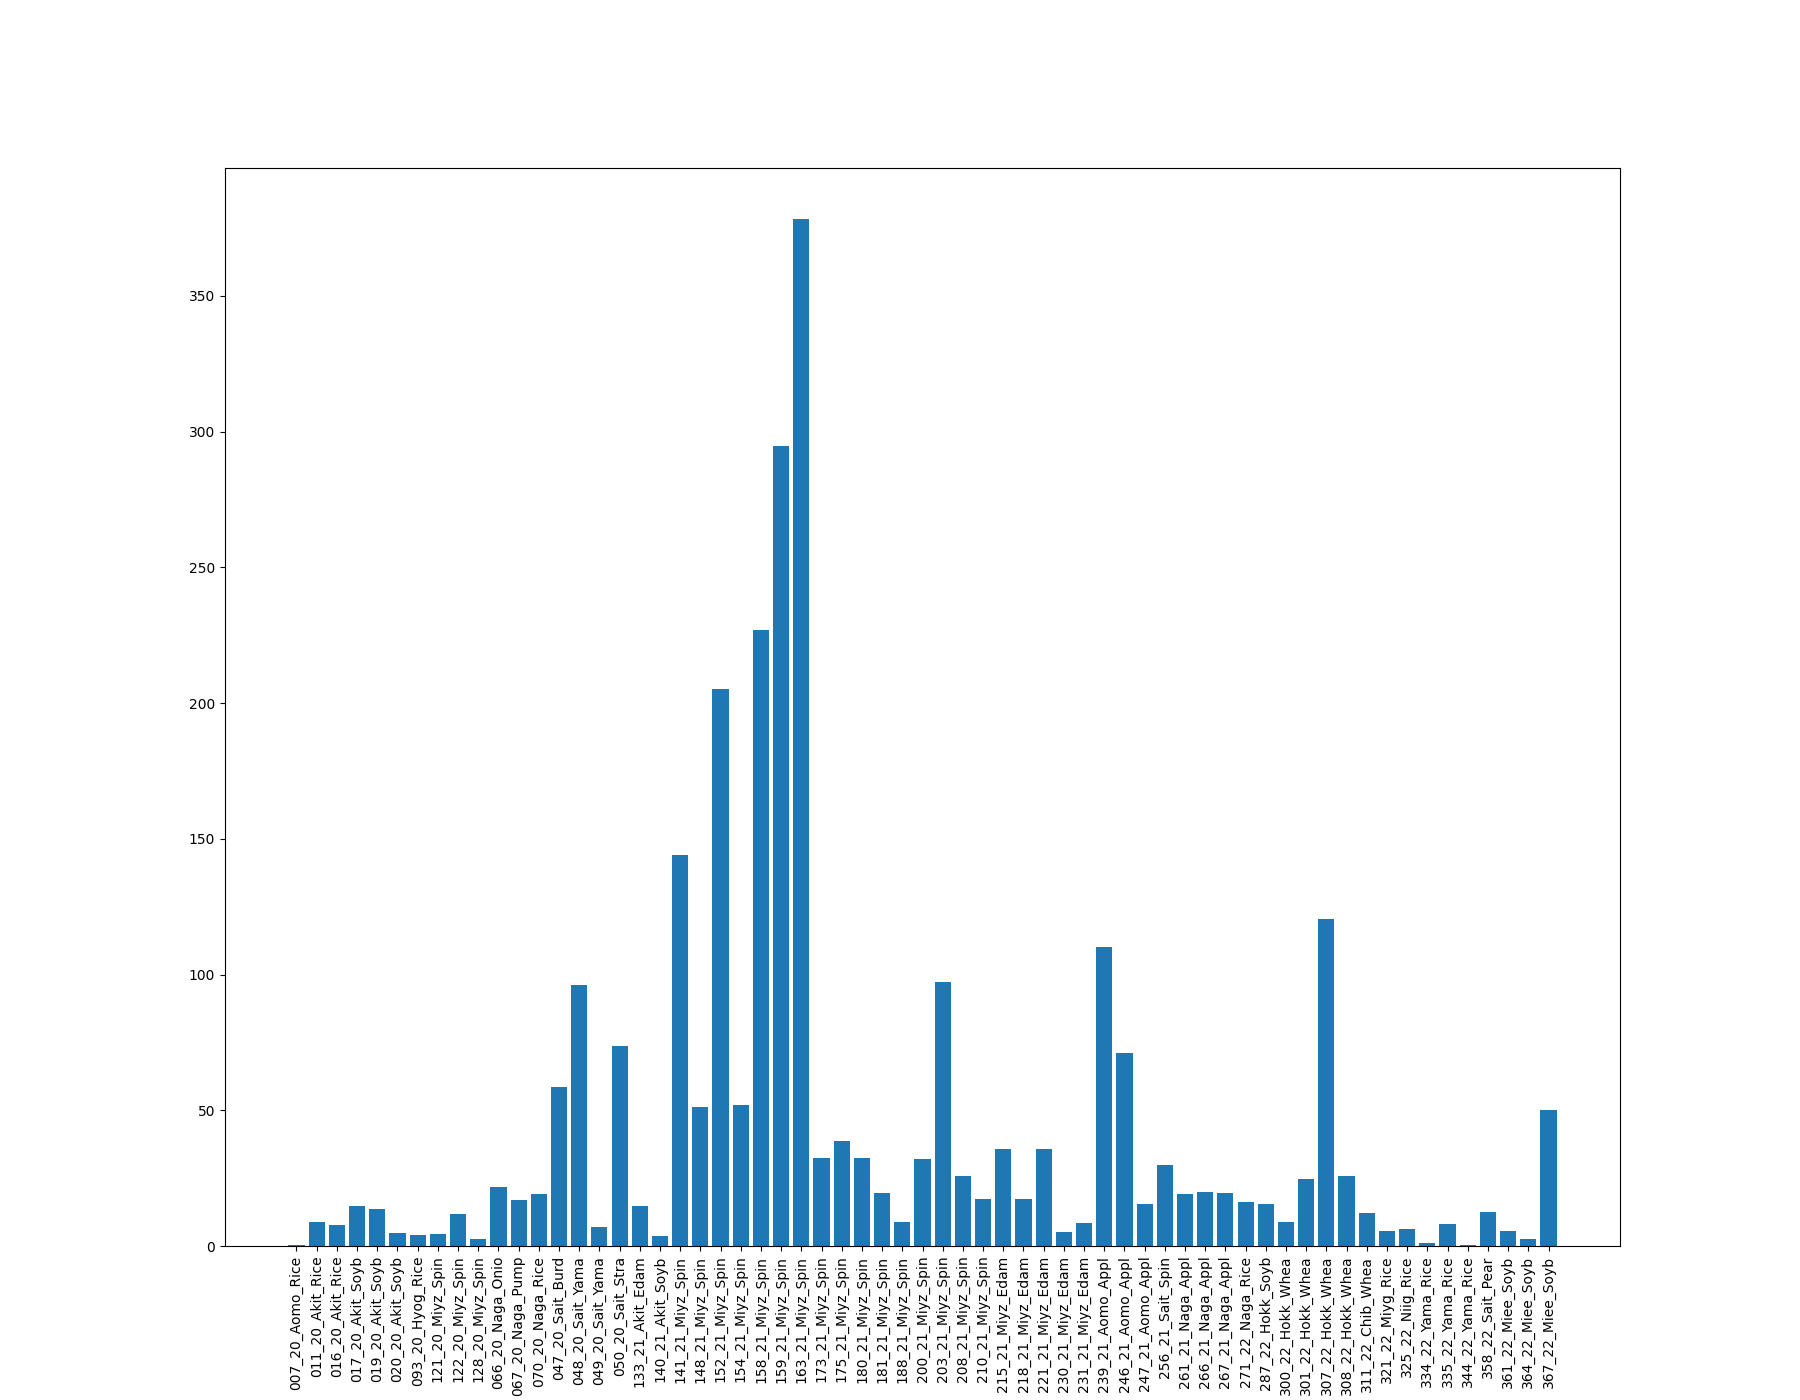 350
300
250
200
150
100
50
0
007_20_Aomo_Rice
011_20_Akit_Rice
016_20_Akit_Rice
017_20_Akit_Soyb
019_20_Akit_Soyb
020_20_Akit_Soyb
093_20_Hyog_Rice
121_20_Miyz_Spin
122_20_Miyz_Spin
128_20_Miyz_Spin
066_20_Naga_Onio
067_20_Naga_Pump
070_20_Naga_Rice
047_20_Sait_Burd
048_20_Sait_Yama
049_20_Sait_Yama
050_20_Sait_Stra
133_21_Akit_Edam
140_21_Akit_Soyb
141_21_Miyz_Spin
148_21_Miyz_Spin
152_21_Miyz_Spin
154_21_Miyz_Spin
158_21_Miyz_Spin
159_21_Miyz_Spin
163_21_Miyz_Spin
173_21_Miyz_Spin
175_21_Miyz_Spin
180_21_Miyz_Spin
181_21_Miyz_Spin
188_21_Miyz_Spin
200_21_Miyz_Spin
203_21_Miyz_Spin
208_21_Miyz_Spin
210_21_Miyz_Spin
215_21_Miyz_Edam
218_21_Miyz_Edam
221_21_Miyz_Edam
230_21_Miyz_Edam
231_21_Miyz_Edam
239_21_Aomo_Appl
246_21_Aomo_Appl
247_21_Aomo_Appl
256_21_Sait_Spin
261_21_Naga_Appl
266_21_Naga_Appl
267_21_Naga_Appl
271_22_Naga_Rice
287_22_Hokk_Soyb
300_22_Hokk_Whea
301_22_Hokk_Whea
307_22_Hokk_Whea
308_22_Hokk_Whea
311_22_Chib_Whea
321_22_Miyg_Rice
325_22_Niig_Rice
334_22_Yama_Rice
335_22_Yama_Rice
344_22_Yama_Rice
358_22_Sait_Pear
361_22_Miee_Soyb
364_22_Miee_Soyb
367_22_Miee_Soyb